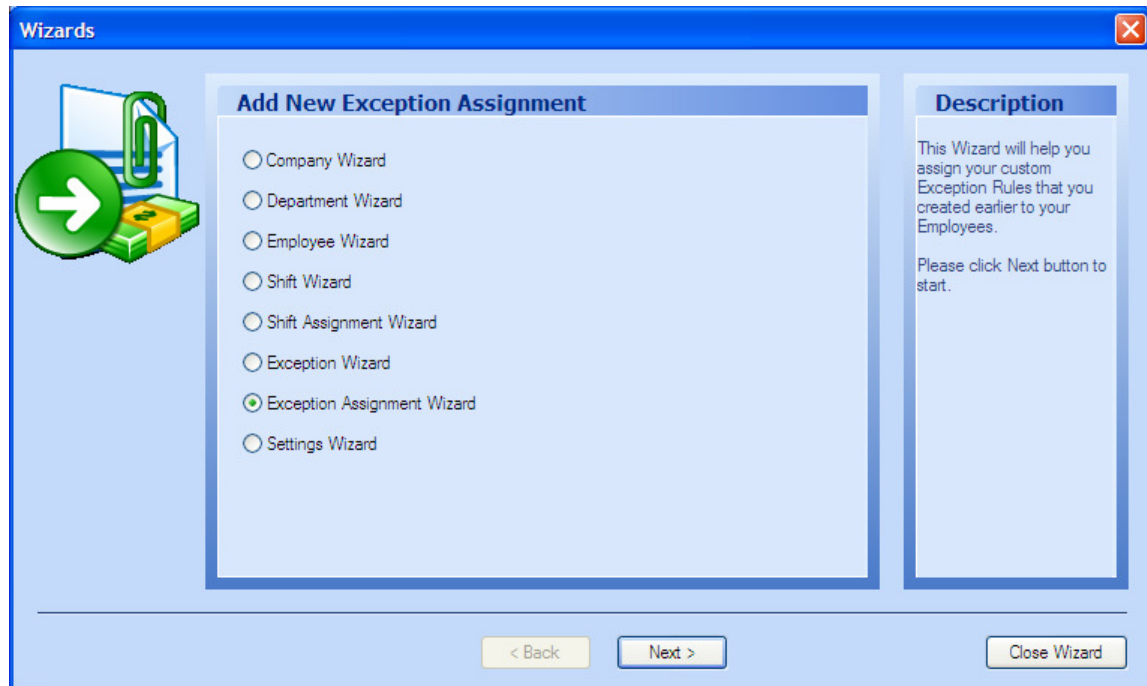 Wizards
Add New Exception Assignment
Company Wizard
Department Wizard
Employee Wizard
Shift Wizard
Shift Assignment Wizard
Exception Wizard
Exception Assignment Wizard
Settings Wizard
Description
This Wizard will help you
assign your custom
Exception Rules that you
created earlier to your
Employees.
Please click Next button to
start.
< Back
Next >
Close Wizard